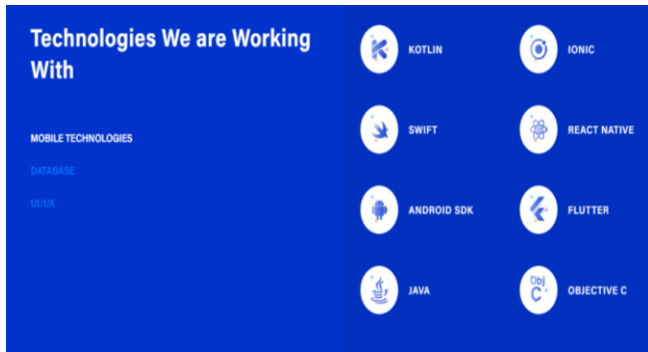 Technologies We are Working
With
MOBILE TECHNOLOGIES
DATABASE
UI/UX
KOTLIN
IONIC
SWIFT
REACT NATIVE
ANDROID SDK
FLUTTER
JAVA
Obj
C
OBJECTIVE C